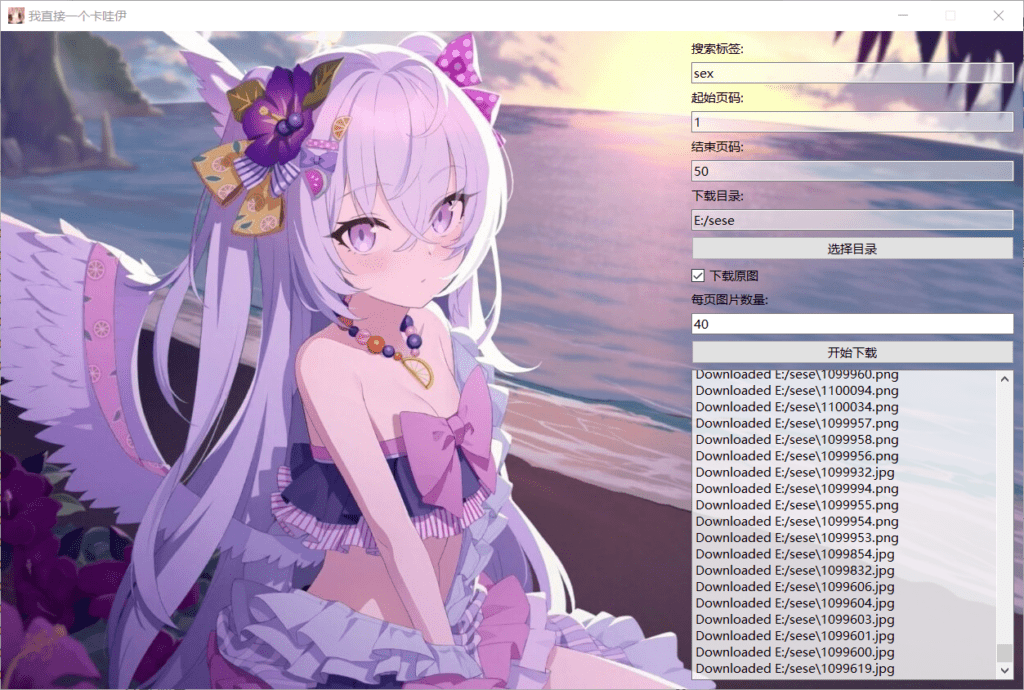 我直接一个卡哇伊
搜索标签:
sex
起始页码:
1
结束页码:
50
下载目录:
E:/sese
选择目录
下载原图
每页图片数量:
40
开始下载
Downloaded E:/sese\1099960.png
Downloaded E:/sese\1100094.png
Downloaded E:/sese\1100034.png
Downloaded E:/sese\1099957.png
Downloaded E:/sese\1099958.png
Downloaded E:/sese\1099956.png
Downloaded E:/sese\1099932.jpg
Downloaded E:/sese\1099994.png
Downloaded E:/sese\1099955.png
Downloaded E:/sese\1099954.png
Downloaded E:/sese\1099953.png
Downloaded E:/sese\1099854.jpg
Downloaded E:/sese\1099832.jpg
Downloaded E:/sese\1099606.jpg
Downloaded E:/sese\1099604.jpg
Downloaded E:/sese\1099603.jpg
Downloaded E:/sese\1099601.jpg
Downloaded E:/sese\1099600.jpg
Downloaded E:/sese\1099619.jpg